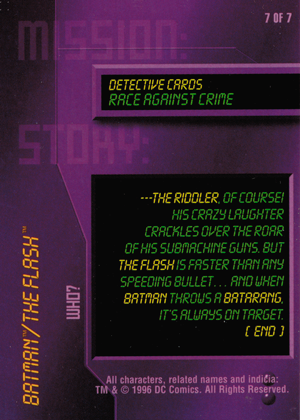 7 OF 7
MISSION:
DETECTIVE CARDS
RACE AGAINST CRIME
STORY:
---THE RIDDLER, OF COURSE!
HIS CRAZY LAUGHTER
CRACKLES OVER THE ROAR
OF HIS SUBMACHINE GUNS. BUT
THE FLASH IS FASTER THAN ANY
SPEEDING BULLET... AND WHEN
BATMAN THROWS A BATARANG,
IT'S ALWAYS ON TARGET.
( END )
BATMAN™/THE FLASH™
WHO?
All characters, related names and indicia:
TM & © 1996 DC Comics. All Rights Reserved.